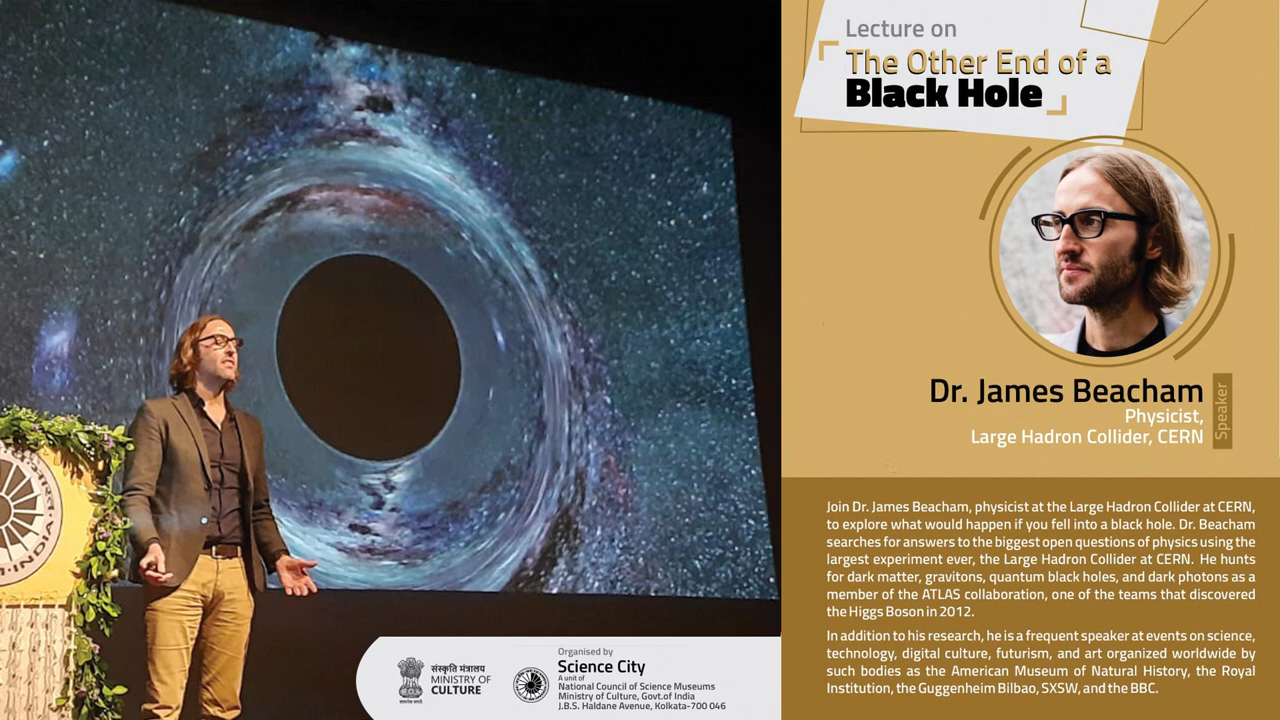 Lecture on
The Other End of a
Black Hole
Dr. James Beacham
Physicist,
Large Hadron Collider, CERN
Speaker
Join Dr. James Beacham, physicist at the Large Hadron Collider at CERN,
to explore what would happen if you fell into a black hole. Dr. Beacham
searches for answers to the biggest open questions of physics using the
largest experiment ever, the Large Hadron Collider at CERN. He hunts
for dark matter, gravitons, quantum black holes, and dark photons as a
member of the ATLAS collaboration, one of the teams that discovered
the Higgs Boson in 2012.
In addition to his research, he is a frequent speaker at events on science,
technology, digital culture, futurism, and art organized worldwide by
such bodies as the American Museum of Natural History, the Royal
Institution, the Guggenheim Bilbao, SXSW, and the BBC.
INDIA
संस्कृति मंत्रालय
MINISTRY OF
CULTURE
सत्यमेव जयते
Organised by
Science City
A unit of
National Council of Science Museums
Ministry of Culture, Govt.of India
J.B.S. Haldane Avenue, Kolkata-700 046